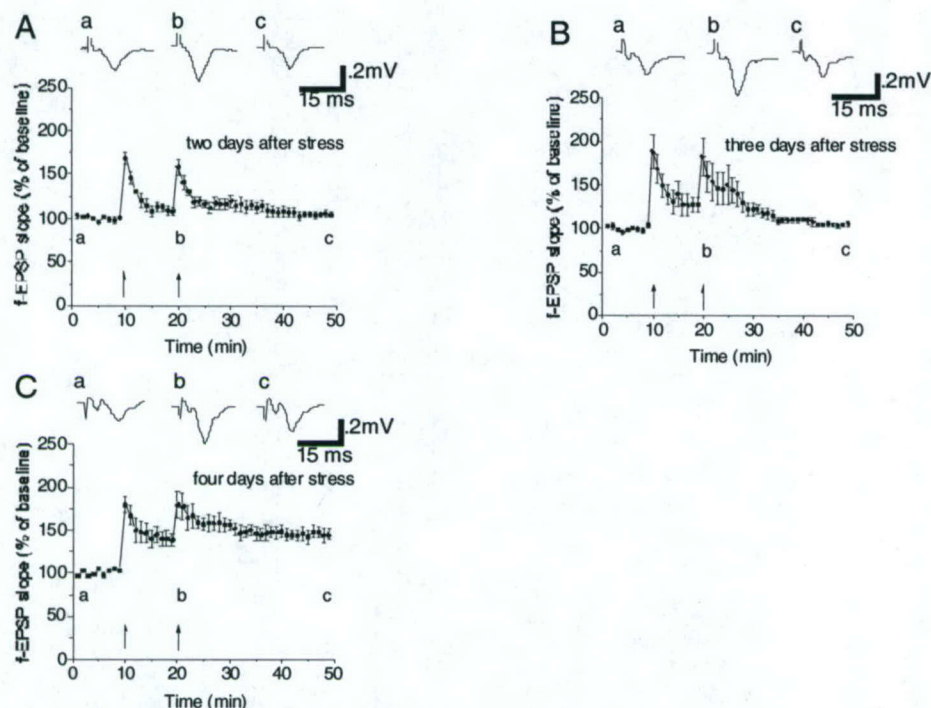 A
a b c
.2mV
15 ms
two days after stress
f-EPSP slope (% of baseline)
250
200
150
100
50
0
a b c
0 10 20 30 40 50
Time (min)
B
a b c
.2mV
15 ms
three days after stress
f-EPSP slope (% of baseline)
250
200
150
100
50
0
a b c
0 10 20 30 40 50
Time (min)
C
a b c
.2mV
15 ms
four days after stress
f-EPSP slope (% of baseline)
250
200
150
100
50
0
a b c
0 10 20 30 40 50
Time (min)